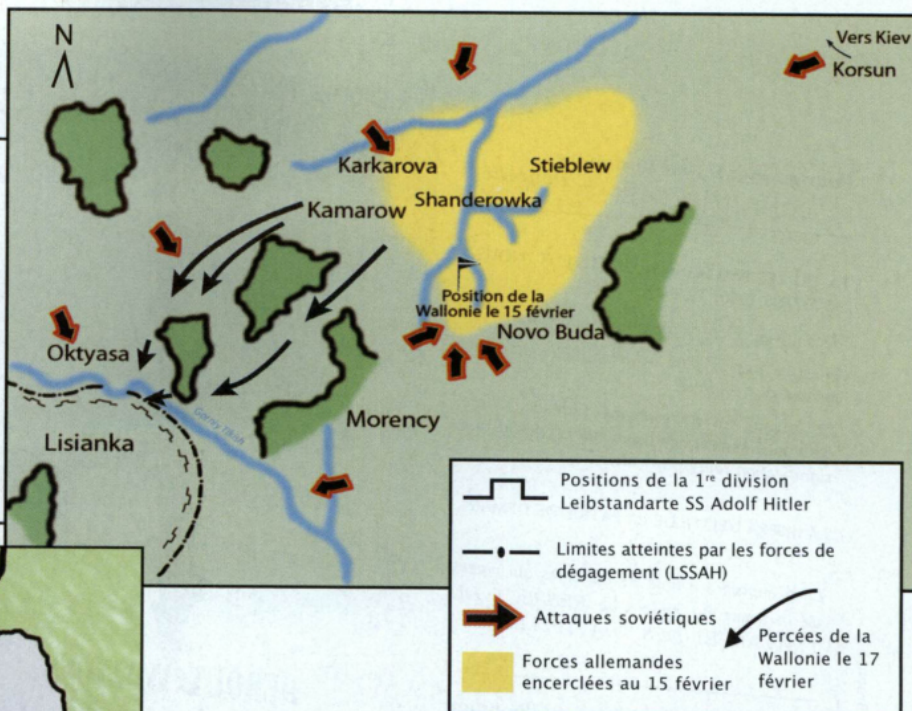 N
Vers Kiev
Korsun
Karkarova
Stieblew
Shanderowka
Kamarow
Position de la
Wallonie le 15 février
Novo Buda
Oktyasa
Morency
Lisianka
Positions de la 1re division
Leibstandarte SS Adolf Hitler
Limites atteintes par les forces de
dégagement (LSSAH)
Attaques soviétiques
Forces allemandes
encerclées au 15 février
Percées de la
Wallonie le 17
février